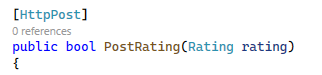 [HttpPost]
0 references
public bool PostRating(Rating rating)
{